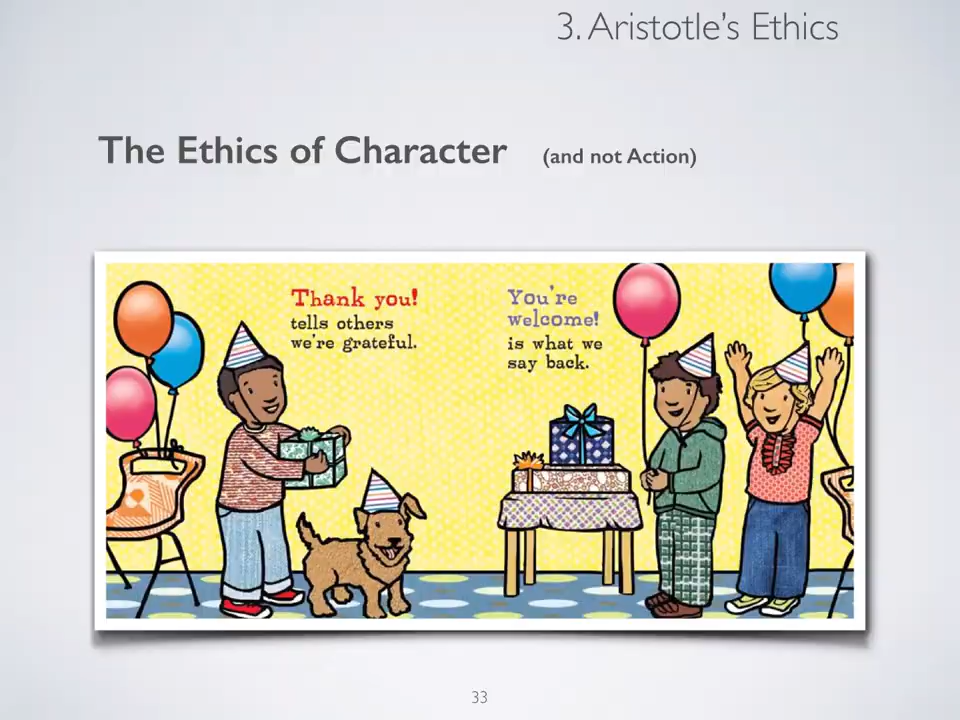 3. Aristotle's Ethics
The Ethics of Character (and not Action)
Thank you!
tells others
we're grateful.
You're
welcome!
is what we
say back.
33